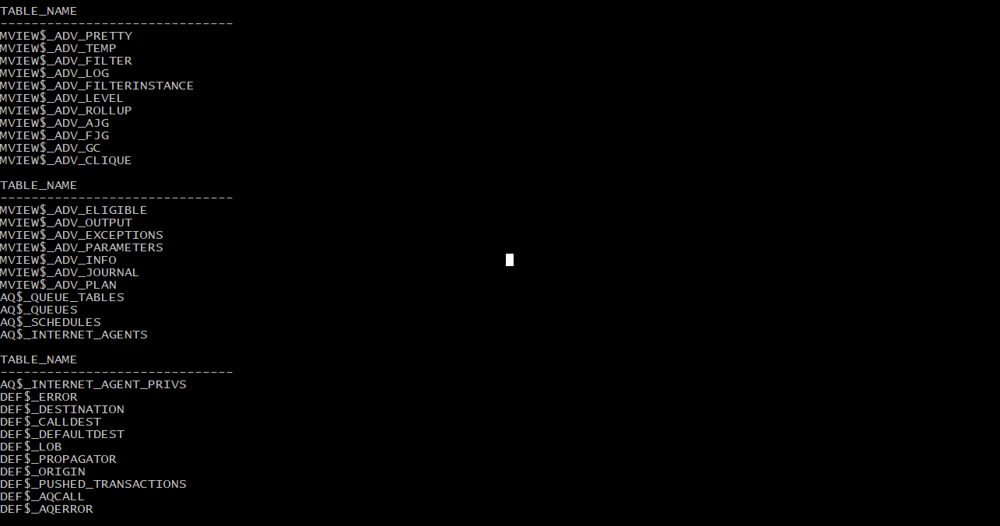 TABLE_NAME
------------------------------
MVIEW$_ADV_PRETTY
MVIEW$_ADV_TEMP
MVIEW$_ADV_FILTER
MVIEW$_ADV_LOG
MVIEW$_ADV_FILTERINSTANCE
MVIEW$_ADV_LEVEL
MVIEW$_ADV_ROLLUP
MVIEW$_ADV_AJG
MVIEW$_ADV_FJG
MVIEW$_ADV_GC
MVIEW$_ADV_CLIQUE

TABLE_NAME
------------------------------
MVIEW$_ADV_ELIGIBLE
MVIEW$_ADV_OUTPUT
MVIEW$_ADV_EXCEPTIONS
MVIEW$_ADV_PARAMETERS
MVIEW$_ADV_INFO
MVIEW$_ADV_JOURNAL
MVIEW$_ADV_PLAN
AQ$_QUEUE_TABLES
AQ$_QUEUES
AQ$_SCHEDULES
AQ$_INTERNET_AGENTS

TABLE_NAME
------------------------------
AQ$_INTERNET_AGENT_PRIVS
DEF$_ERROR
DEF$_DESTINATION
DEF$_CALLDEST
DEF$_DEFAULTDEST
DEF$_LOB
DEF$_PROPAGATOR
DEF$_ORIGIN
DEF$_PUSHED_TRANSACTIONS
DEF$_AQCALL
DEF$_AQERROR